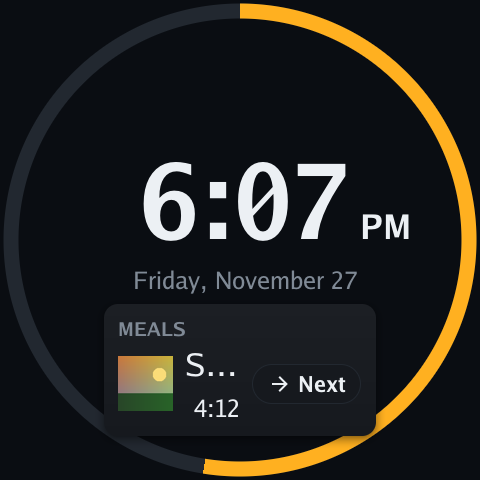 6:07 PM
Friday, November 27
MEALS
S...
4:12
→ Next